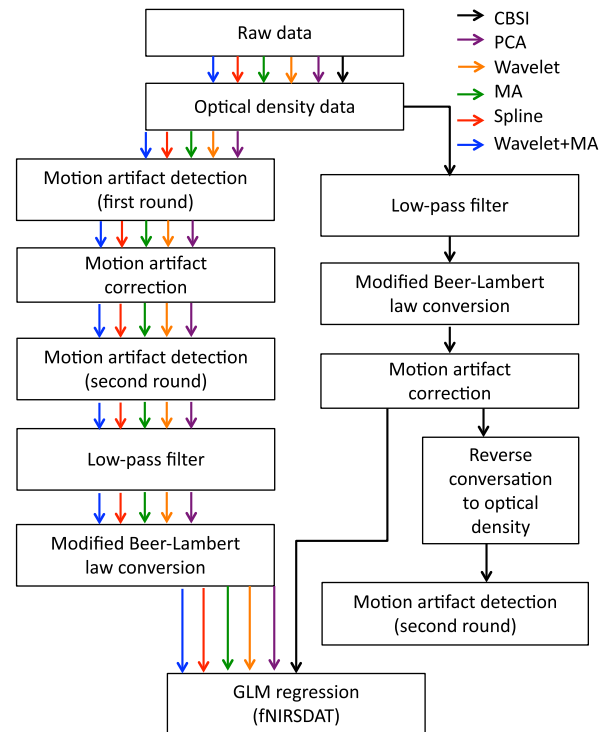 Raw data
CBSI
PCA
Wavelet
MA
Spline
Wavelet+MA
Optical density data
Motion artifact detection
(first round)
Motion artifact
correction
Motion artifact detection
(second round)
Low-pass filter
Modified Beer-Lambert
law conversion
Low-pass filter
Modified Beer-Lambert
law conversion
Motion artifact
correction
Reverse
conversation
to optical
density
Motion artifact detection
(second round)
GLM regression
(fNIRSDAT)